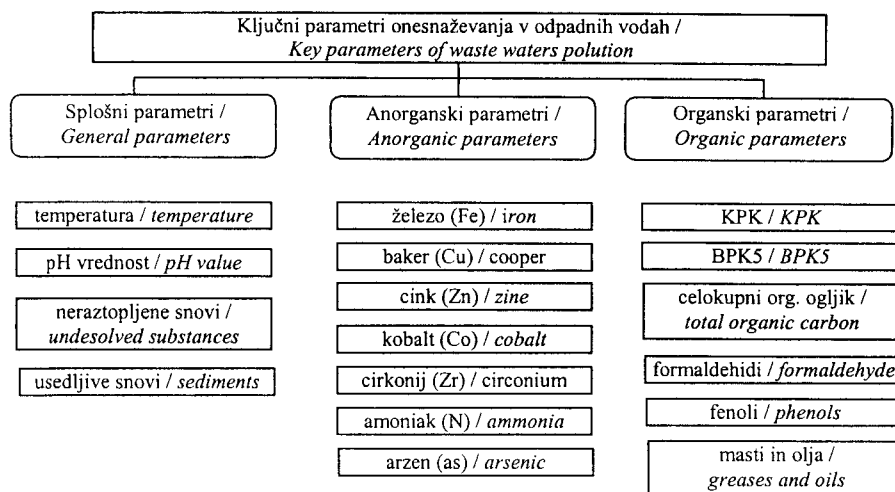 Ključni parametri onesnaževanja v odpadnih vodah /
Key parameters of waste waters polution
Splošni parametri /
General parameters
Anorganski parametri /
Anorganic parameters
Organski parametri /
Organic parameters
temperatura / temperature
pH vrednost / pH value
neraztopljene snovi /
undesolved substances
usedljive snovi / sediments
železo (Fe) / iron
baker (Cu) / cooper
cink (Zn) / zine
kobalt (Co) / cobalt
cirkonij (Zr) / circonium
amoniak (N) / ammonia
arzen (as) / arsenic
KPK / KPK
BPK5 / BPK5
celokupni org. ogljik /
total organic carbon
formaldehidi / formaldehyde
fenoli / phenols
masti in olja /
greases and oils